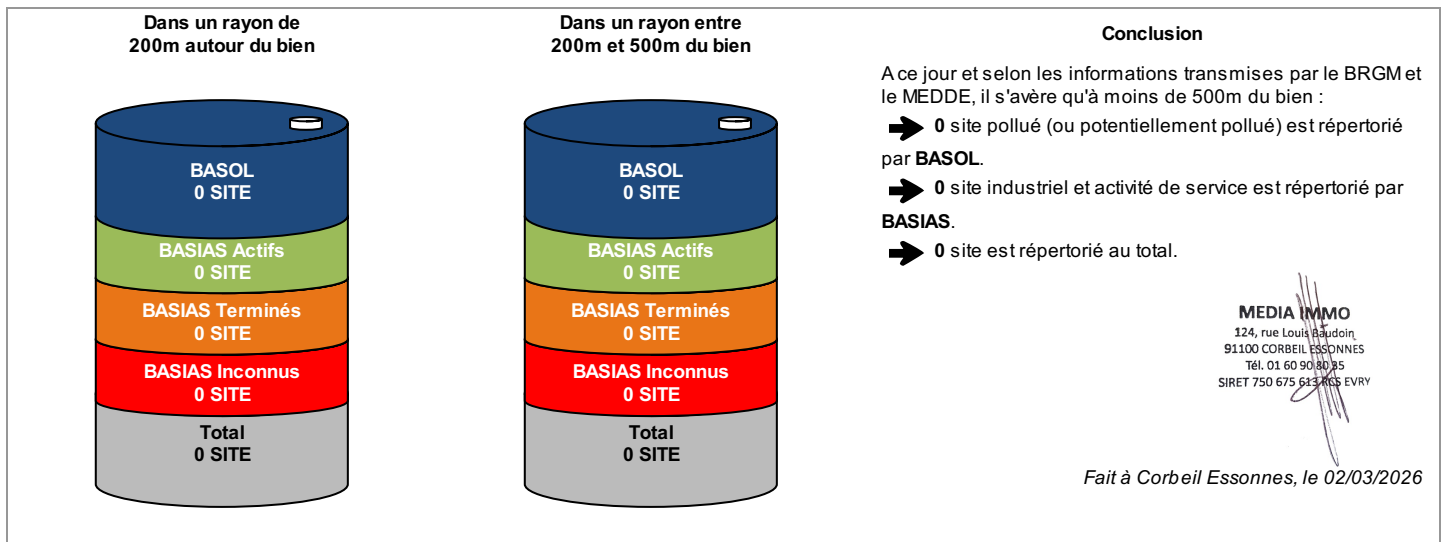 Dans un rayon de
200m autour du bien
BASOL
0 SITE
BASIAS Actifs
0 SITE
BASIAS Terminés
0 SITE
BASIAS Inconnus
0 SITE
Total
0 SITE
Dans un rayon entre
200m et 500m du bien
BASOL
0 SITE
BASIAS Actifs
0 SITE
BASIAS Terminés
0 SITE
BASIAS Inconnus
0 SITE
Total
0 SITE
Conclusion
A ce jour et selon les informations transmises par le BRGM et
le MEDDE, il s'avère qu'à moins de 500m du bien :
0 site pollué (ou potentiellement pollué) est répertorié
par BASOL.
0 site industriel et activité de service est répertorié par
BASIAS.
0 site est répertorié au total.
MEDIA IMMO
124, rue Louis Baudoin
91100 CORBEIL ESSONNES
Tél. 01 60 90 80 85
SIRET 750 675 613 RCS EVRY
Fait à Corbeil Essonnes, le 02/03/2026